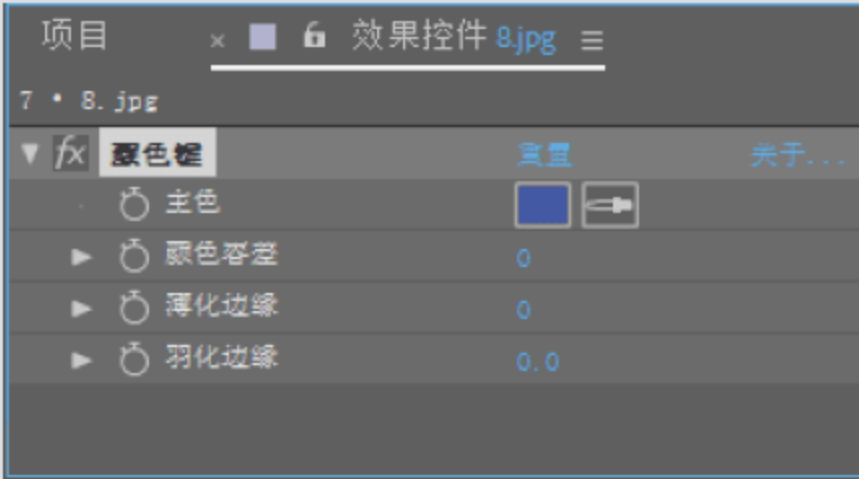 项目 × 效果控件 8.jpg
7 • 8.jpg
fx 颜色键 重置 关于...
主色
颜色容差 0
薄化边缘 0
羽化边缘 0.0